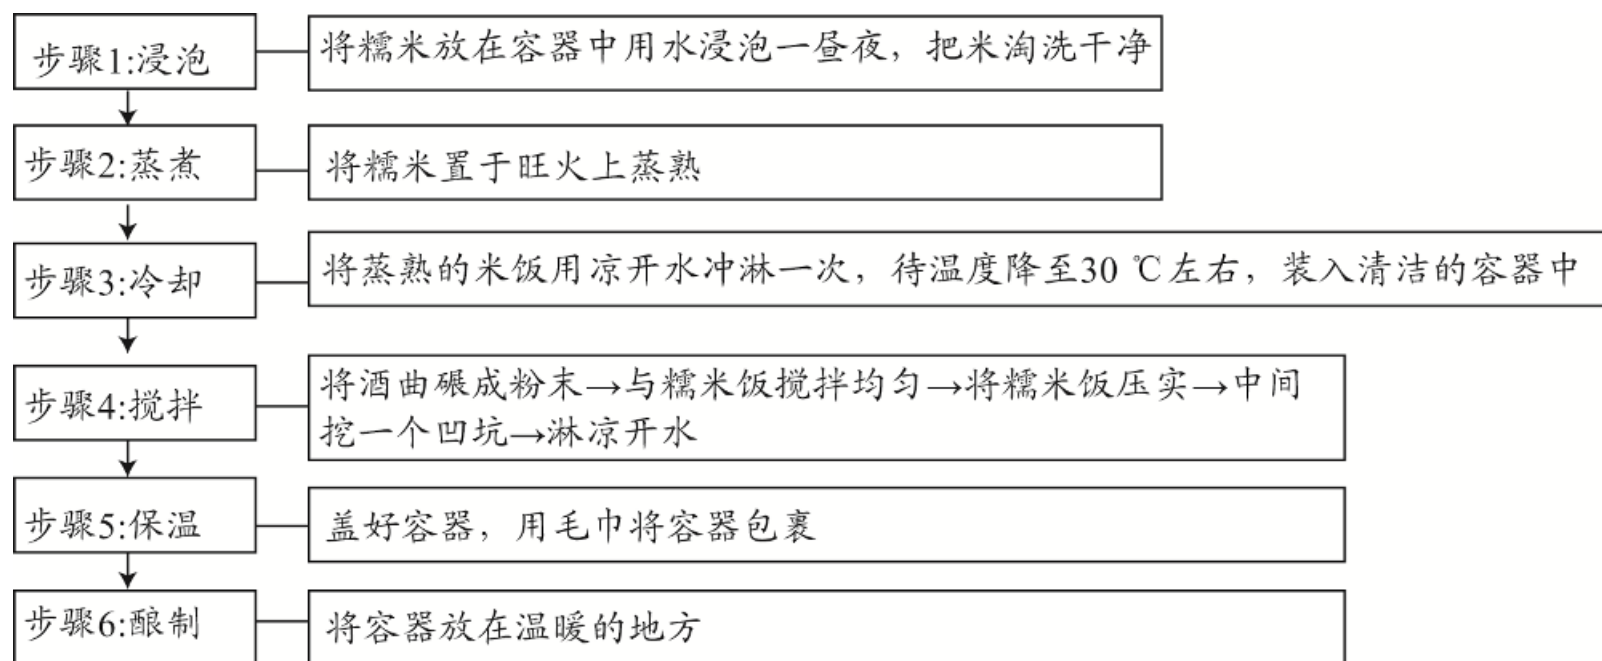 步骤1:浸泡
将糯米放在容器中用水浸泡一昼夜，把米淘洗干净
步骤2:蒸煮
将糯米置于旺火上蒸熟
步骤3:冷却
将蒸熟的米饭用凉开水冲淋一次，待温度降至30 ℃左右，装入清洁的容器中
步骤4:搅拌
将酒曲碾成粉末→与糯米饭搅拌均匀→将糯米饭压实→中间
挖一个凹坑→淋凉开水
步骤5:保温
盖好容器，用毛巾将容器包裹
步骤6:酿制
将容器放在温暖的地方